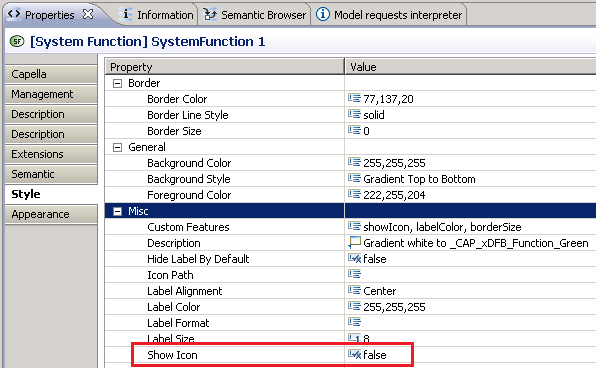 Properties Information Semantic Browser Model requests interpreter
SF [System Function] SystemFunction 1
Capella
Management
Description
Description
Extensions
Semantic
Style
Appearance
Property Value
Border
Border Color 77,137,20
Border Line Style solid
Border Size 0
General
Background Color 255,255,255
Background Style Gradient Top to Bottom
Foreground Color 222,255,204
Misc
Custom Features showIcon, labelColor, borderSize
Description Gradient white to _CAP_xDFB_Function_Green
Hide Label By Default false
Icon Path
Label Alignment Center
Label Color 255,255,255
Label Format
Label Size 8
Show Icon false